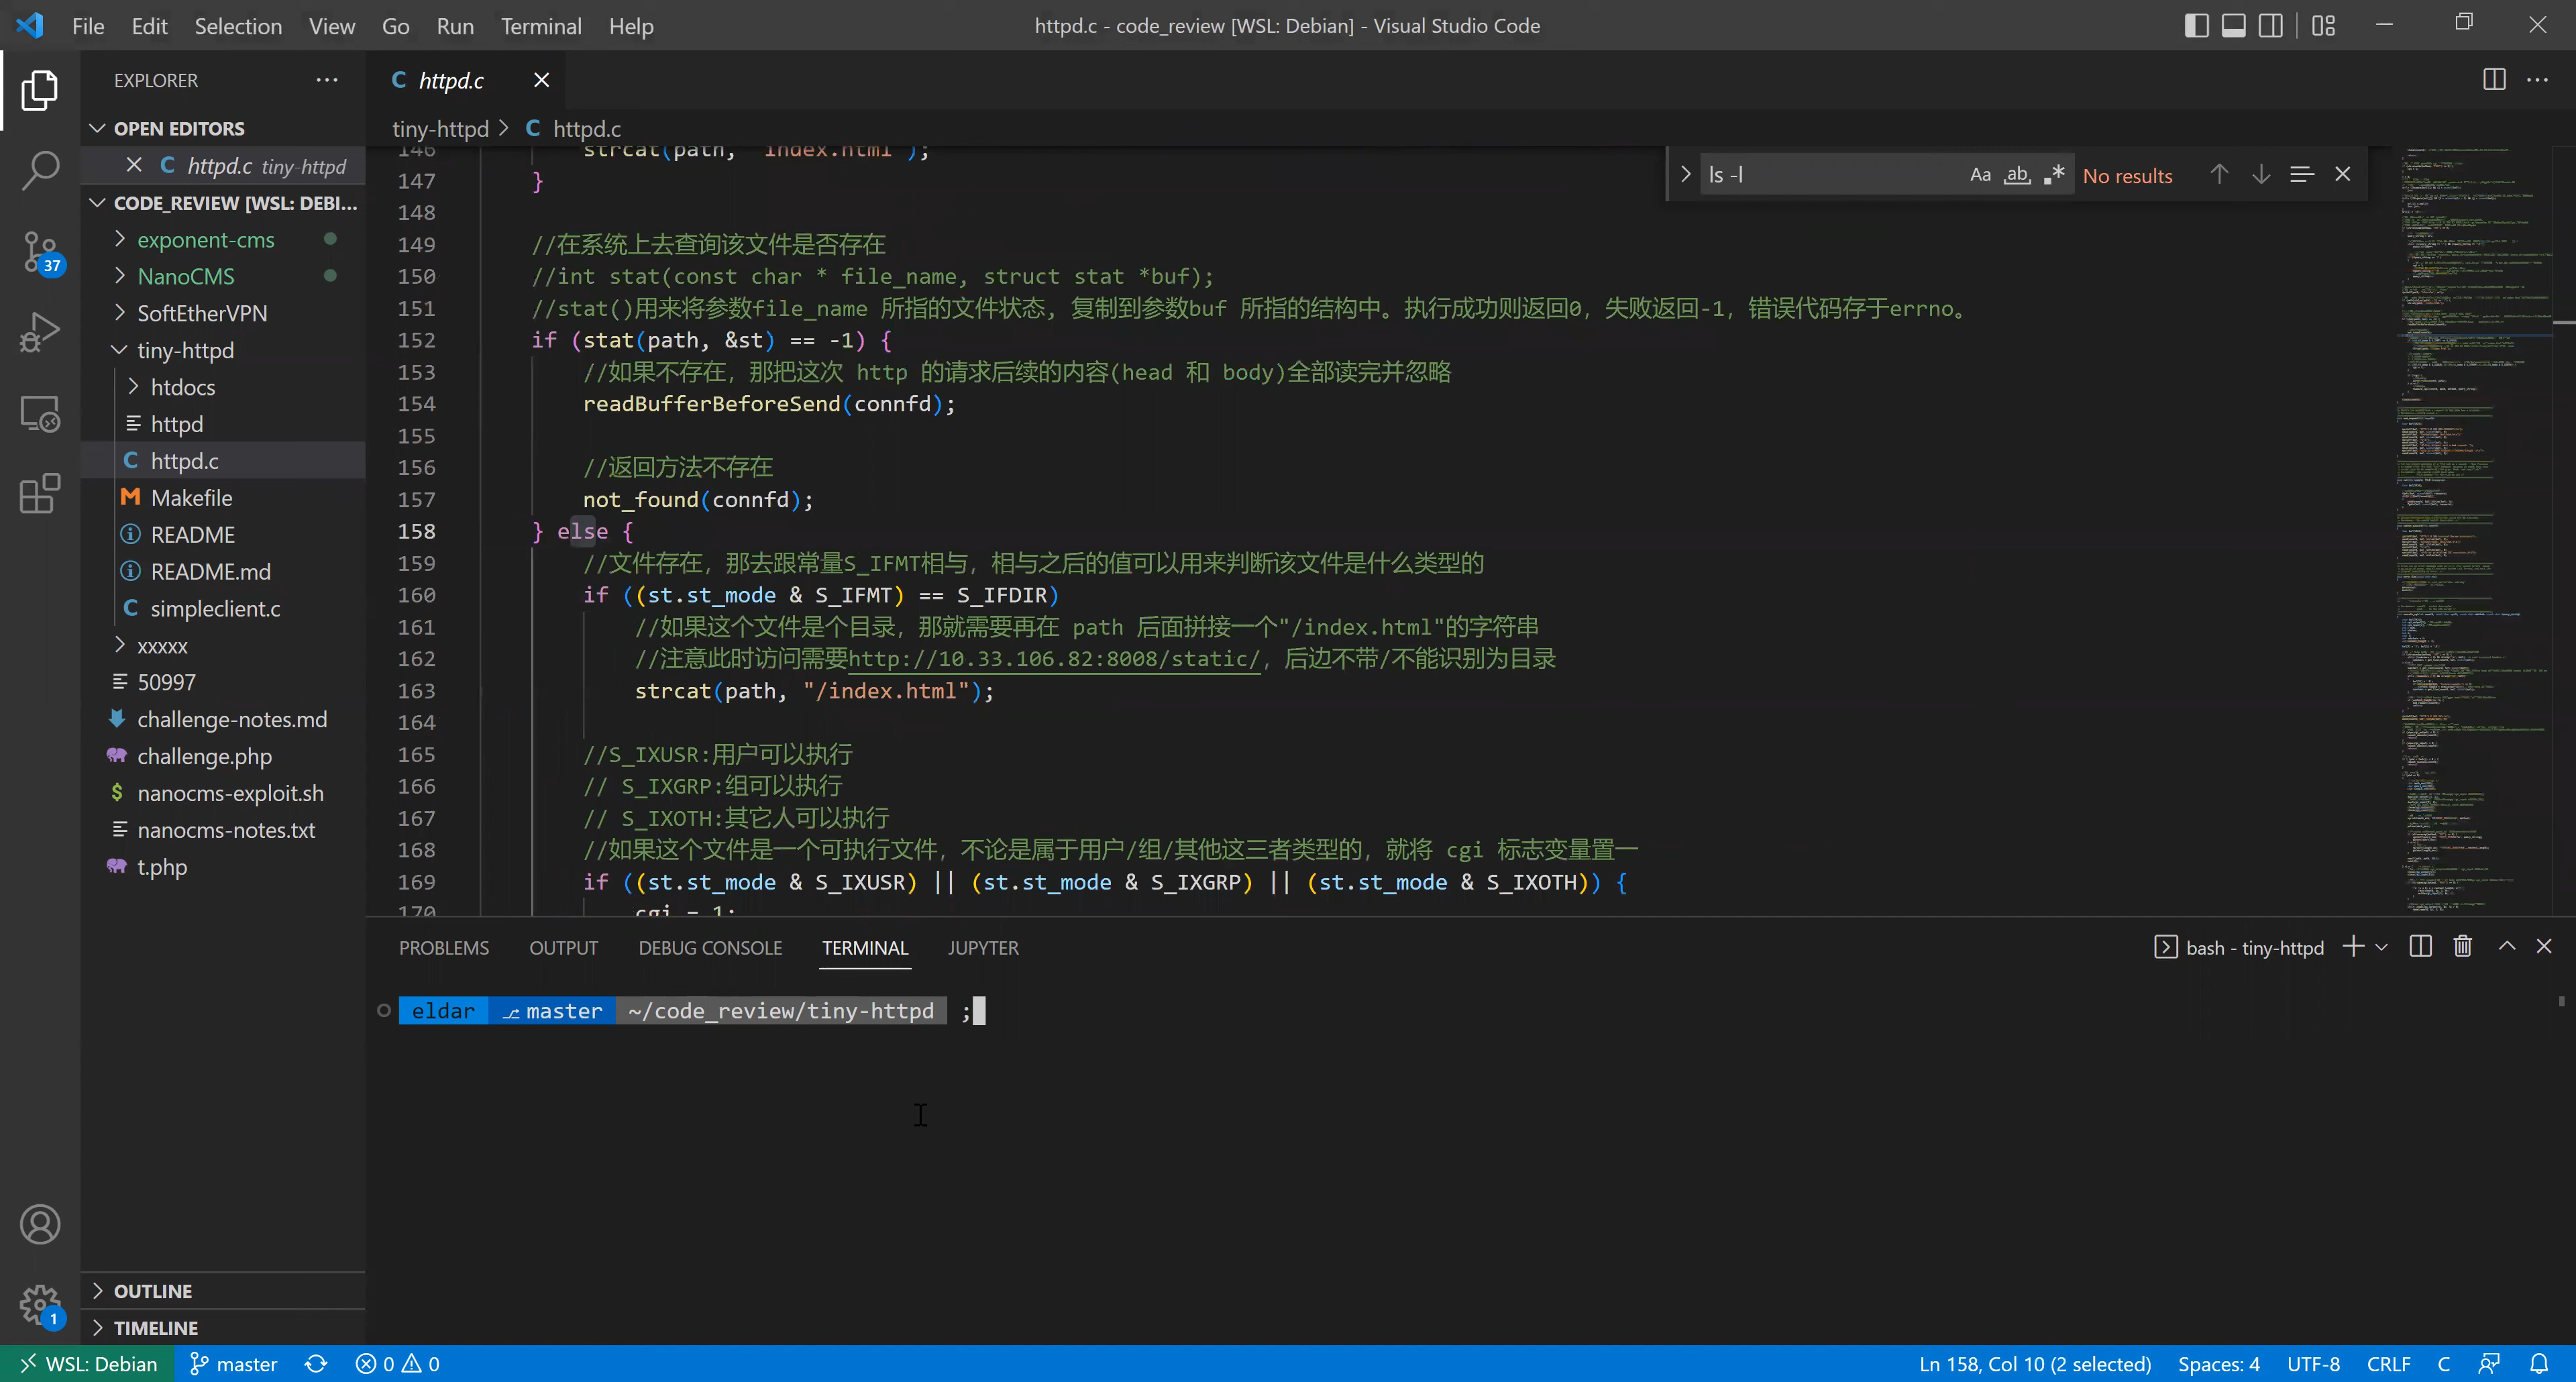 File Edit Selection View Go Run Terminal Help
httpd.c - code_review [WSL: Debian] - Visual Studio Code
EXPLORER
OPEN EDITORS
httpd.c tiny-httpd
CODE_REVIEW [WSL: DEBI...
exponent-cms
NanoCMS
SoftEtherVPN
tiny-httpd
htdocs
httpd
httpd.c
Makefile
README
README.md
simpleclient.c
xxxxx
50997
challenge-notes.md
challenge.php
nanocms-exploit.sh
nanocms-notes.txt
t.php
OUTLINE
TIMELINE
37
1
httpd.c
tiny-httpd > httpd.c
ls -l
Aa ab No results
146 strcat(path, "index.html");
147 }
148
149 //在系统上去查询该文件是否存在
150 //int stat(const char * file_name, struct stat *buf);
151 //stat()用来将参数file_name 所指的文件状态, 复制到参数buf 所指的结构中。执行成功则返回0，失败返回-1，错误代码存于errno。
152 if (stat(path, &st) == -1) {
153 //如果不存在，那把这次 http 的请求后续的内容(head 和 body)全部读完并忽略
154 readBufferBeforeSend(connfd);
155
156 //返回方法不存在
157 not_found(connfd);
158 } else {
159 //文件存在，那去跟常量S_IFMT相与，相与之后的值可以用来判断该文件是什么类型的
160 if ((st.st_mode & S_IFMT) == S_IFDIR)
161 //如果这个文件是个目录，那就需要再在 path 后面拼接一个"/index.html"的字符串
162 //注意此时访问需要http://10.33.106.82:8008/static/，后边不带/不能识别为目录
163 strcat(path, "/index.html");
164
165 //S_IXUSR:用户可以执行
166 // S_IXGRP:组可以执行
167 // S_IXOTH:其它人可以执行
168 //如果这个文件是一个可执行文件，不论是属于用户/组/其他这三者类型的，就将 cgi 标志变量置一
169 if ((st.st_mode & S_IXUSR) || (st.st_mode & S_IXGRP) || (st.st_mode & S_IXOTH)) {
170 cgi = 1;
PROBLEMS OUTPUT DEBUG CONSOLE TERMINAL JUPYTER
bash - tiny-httpd
eldar master ~/code_review/tiny-httpd ;
WSL: Debian master 0 0
Ln 158, Col 10 (2 selected) Spaces: 4 UTF-8 CRLF C